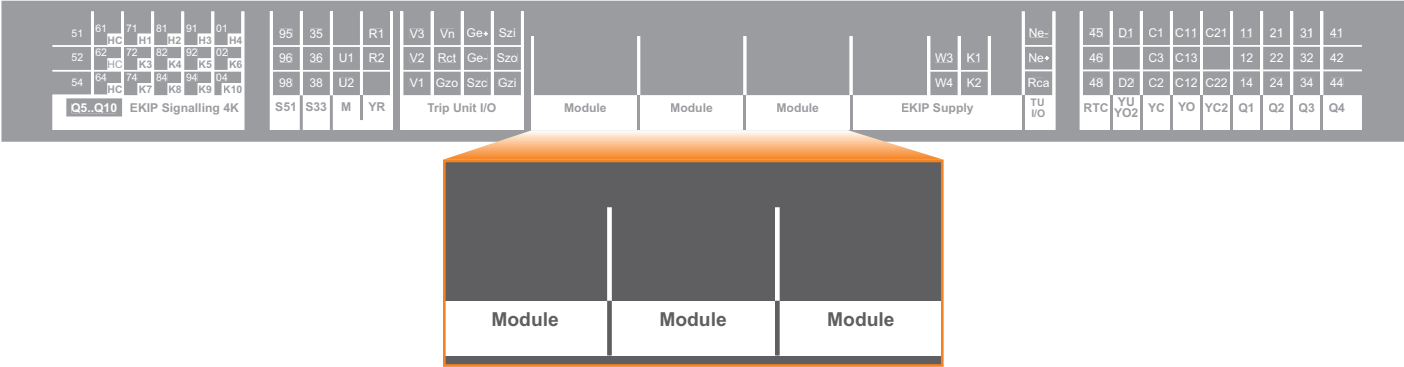 51 61 HC 71 H1 81 H2 91 H3 01 H4 95 35 R1 V3 Vn Ge+ Szi Ne- 45 D1 C1 C11 C21 11 21 31 41
52 62 HC 72 K3 82 K4 92 K5 02 K6 96 36 U1 R2 V2 Rct Ge- Szo W3 K1 Ne+ 46 C3 C13 12 22 32 42
54 64 HC 74 K7 84 K8 94 K9 04 K10 98 38 U2 V1 Gzo Szc Gzi W4 K2 Rca 48 D2 C2 C12 C22 14 24 34 44
Q5..Q10 EKIP Signalling 4K S51 S33 M YR Trip Unit I/O Module Module Module EKIP Supply TU I/O RTC YU YO2 YC YO YC2 Q1 Q2 Q3 Q4
Module Module Module